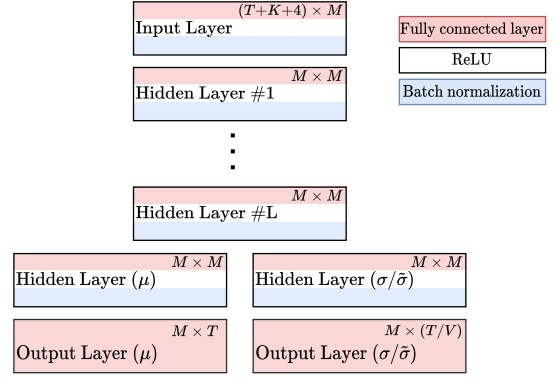 (T+K+4) × M
Input Layer
M × M
Hidden Layer #1
M × M
Hidden Layer #L
M × M
Hidden Layer (μ)
M × M
Hidden Layer (σ/σ̃)
M × T
Output Layer (μ)
M × (T/V)
Output Layer (σ/σ̃)
Fully connected layer
ReLU
Batch normalization